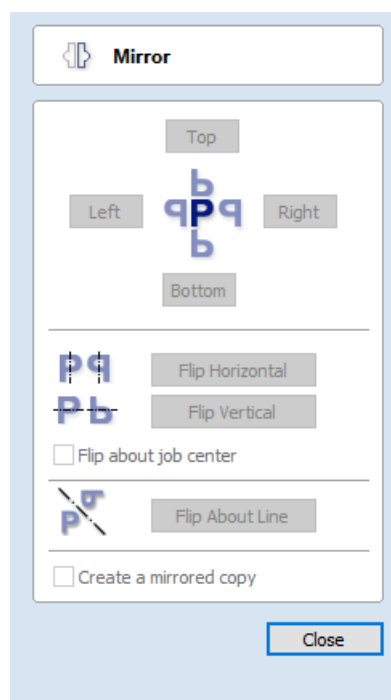 Mirror
Top
Left
Right
Bottom
Flip Horizontal
Flip Vertical
Flip about job center
Flip About Line
Create a mirrored copy
Close